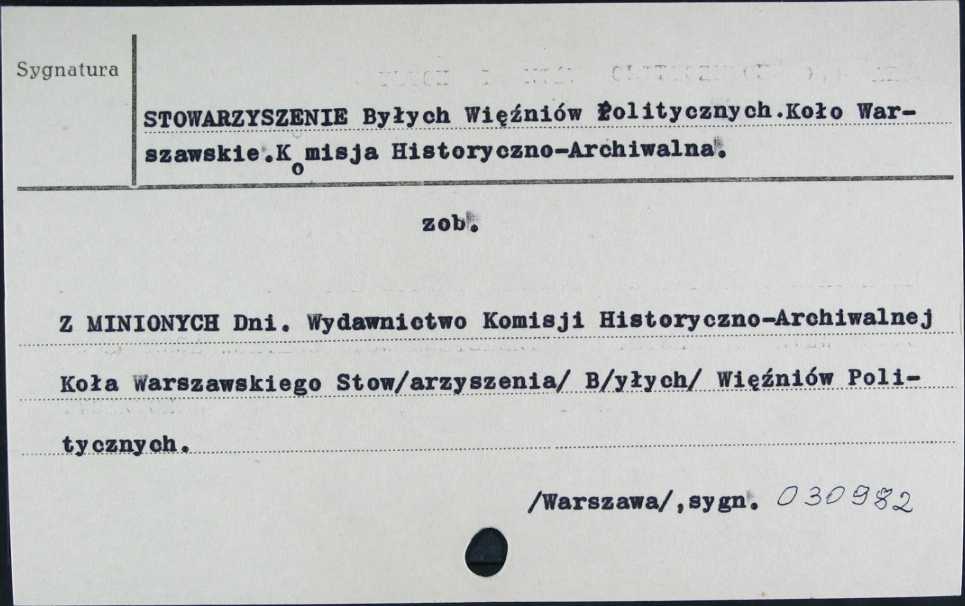 Sygnatura
STOWARZYSZENIE Byłych Więźniów Politycznych.Koło War-
szawskie.Komisja Historyczno-Archiwalna.
zob.
Z MINIONYCH Dni. Wydawnictwo Komisji Historyczno-Archiwalnej
Koła Warszawskiego Stow/arzyszenia/ B/yłych/ Więźniów Poli-
tycznych.
/Warszawa/,sygn. 030982